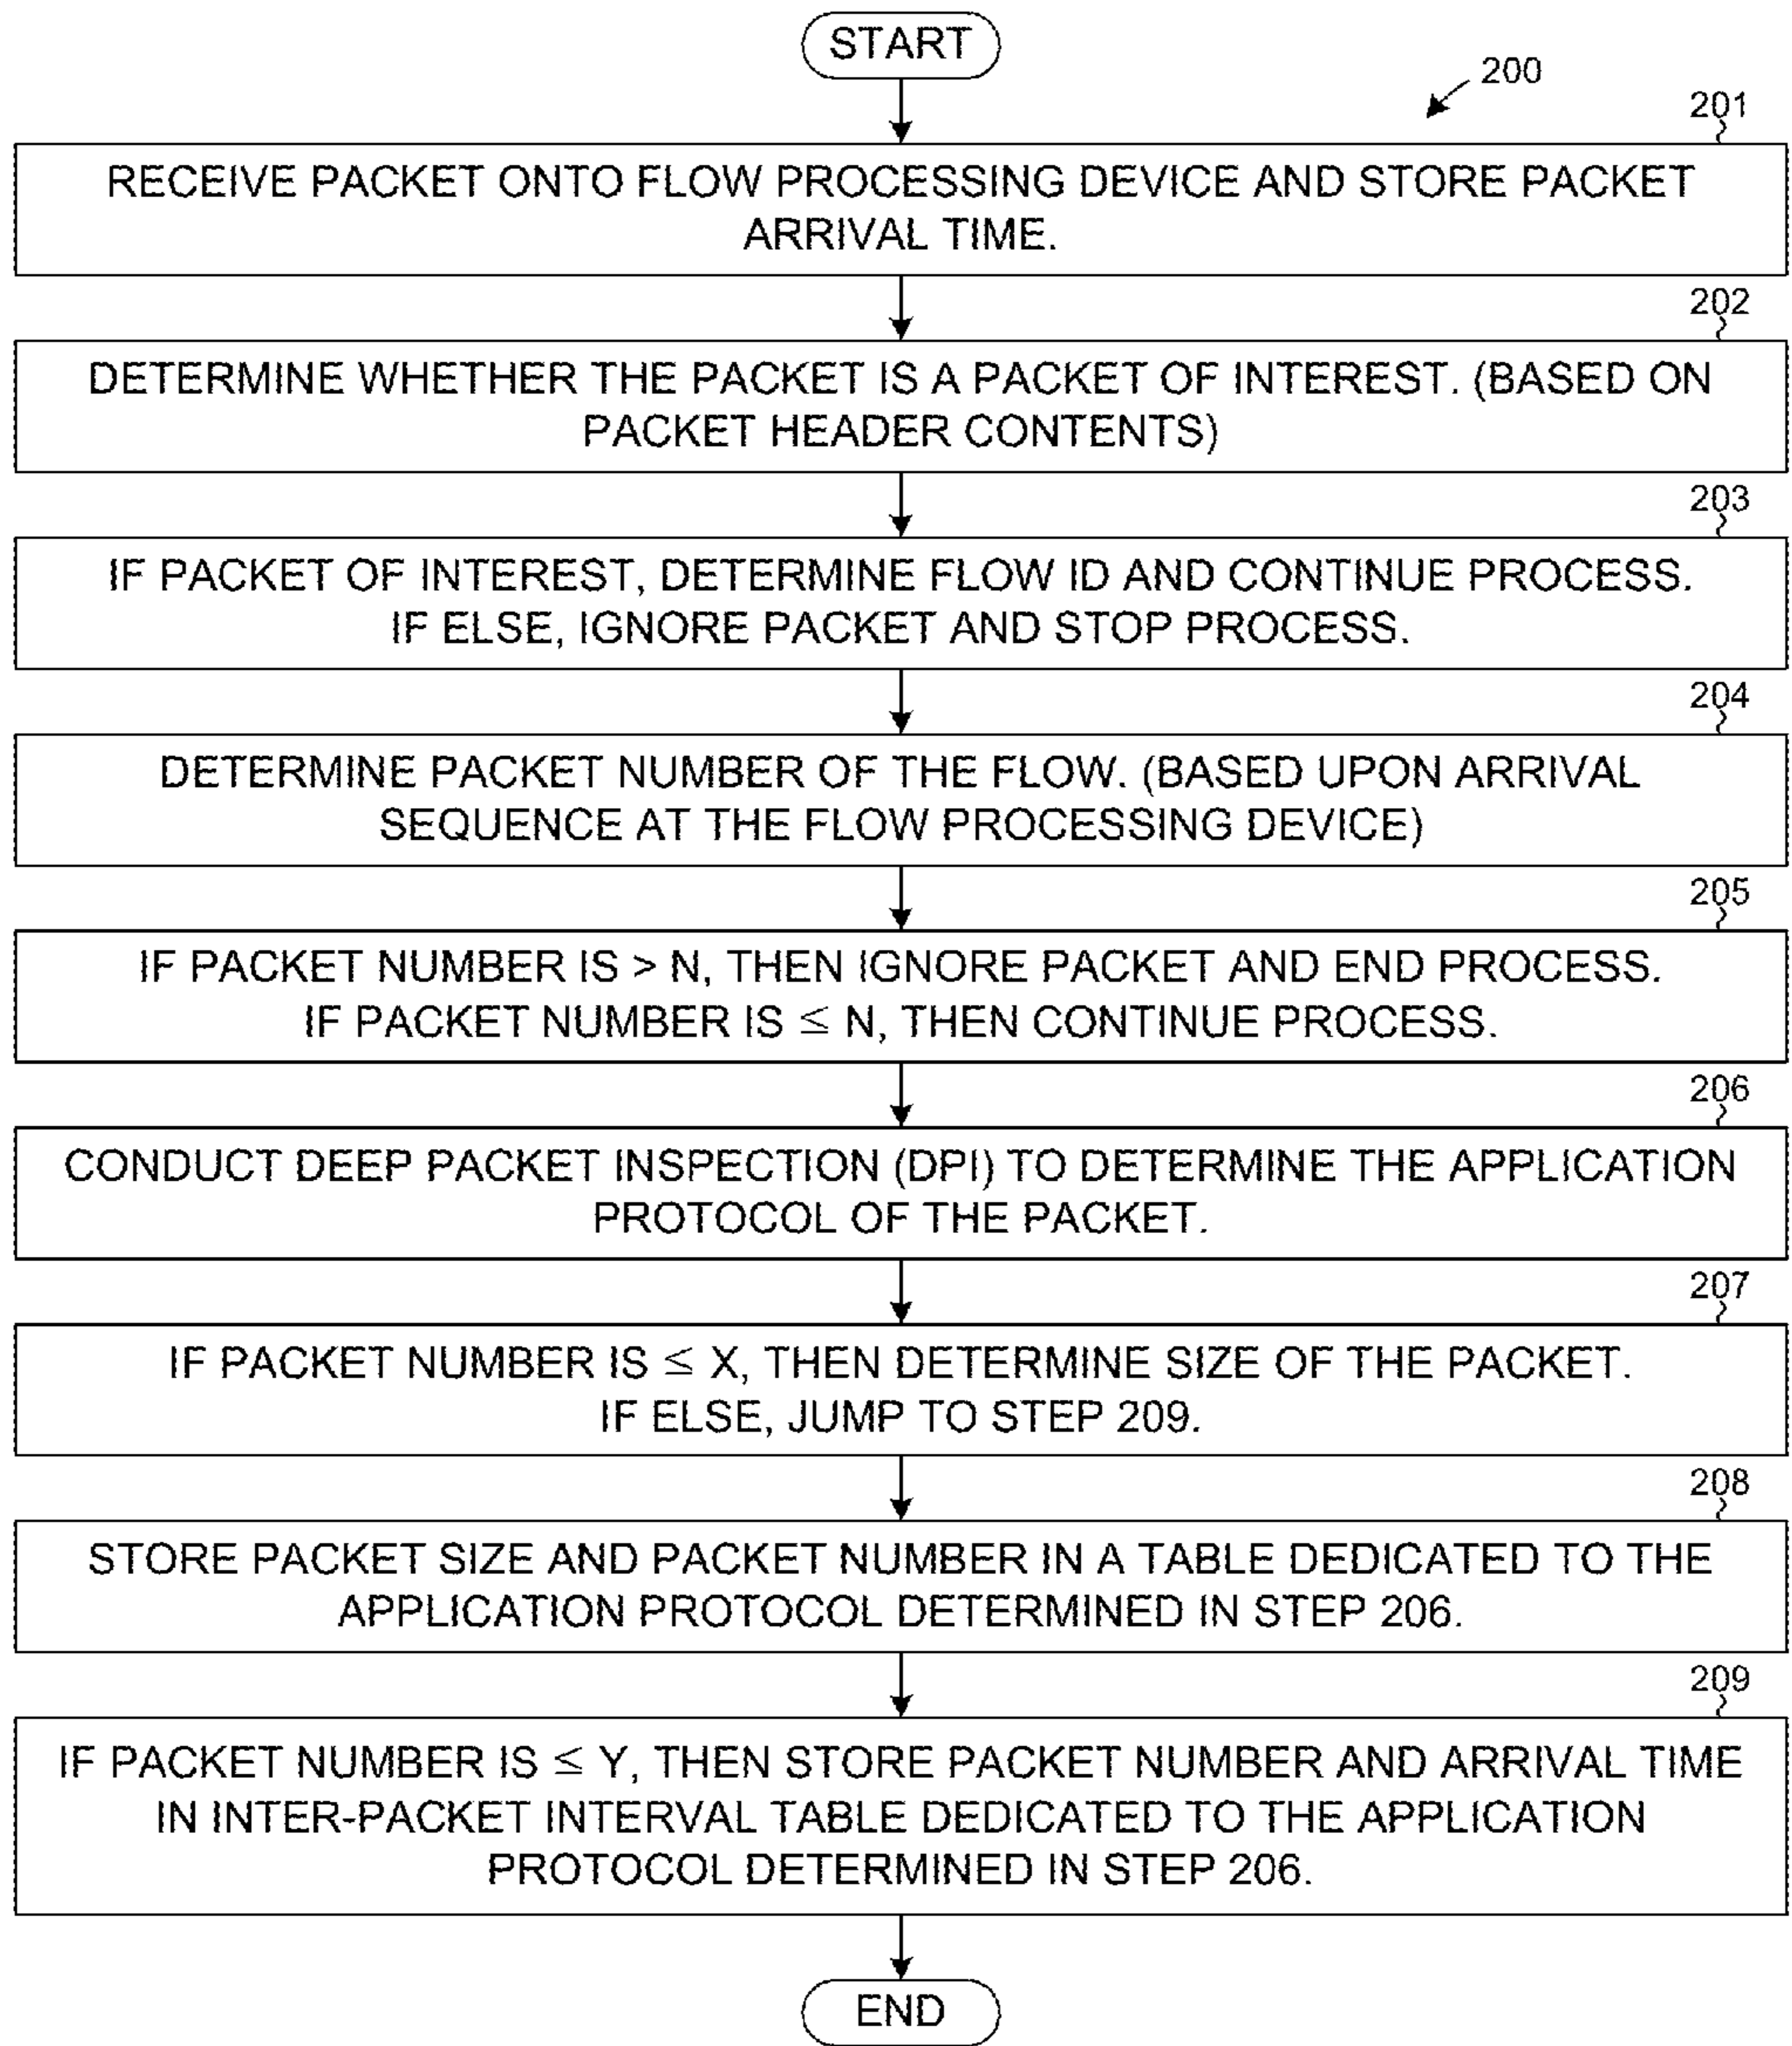 START
200
201
RECEIVE PACKET ONTO FLOW PROCESSING DEVICE AND STORE PACKET
ARRIVAL TIME.
202
DETERMINE WHETHER THE PACKET IS A PACKET OF INTEREST. (BASED ON
PACKET HEADER CONTENTS)
203
IF PACKET OF INTEREST, DETERMINE FLOW ID AND CONTINUE PROCESS.
IF ELSE, IGNORE PACKET AND STOP PROCESS.
204
DETERMINE PACKET NUMBER OF THE FLOW. (BASED UPON ARRIVAL
SEQUENCE AT THE FLOW PROCESSING DEVICE)
205
IF PACKET NUMBER IS > N, THEN IGNORE PACKET AND END PROCESS.
IF PACKET NUMBER IS ≤ N, THEN CONTINUE PROCESS.
206
CONDUCT DEEP PACKET INSPECTION (DPI) TO DETERMINE THE APPLICATION
PROTOCOL OF THE PACKET.
207
IF PACKET NUMBER IS ≤ X, THEN DETERMINE SIZE OF THE PACKET.
IF ELSE, JUMP TO STEP 209.
208
STORE PACKET SIZE AND PACKET NUMBER IN A TABLE DEDICATED TO THE
APPLICATION PROTOCOL DETERMINED IN STEP 206.
209
IF PACKET NUMBER IS ≤ Y, THEN STORE PACKET NUMBER AND ARRIVAL TIME
IN INTER-PACKET INTERVAL TABLE DEDICATED TO THE APPLICATION
PROTOCOL DETERMINED IN STEP 206.
END